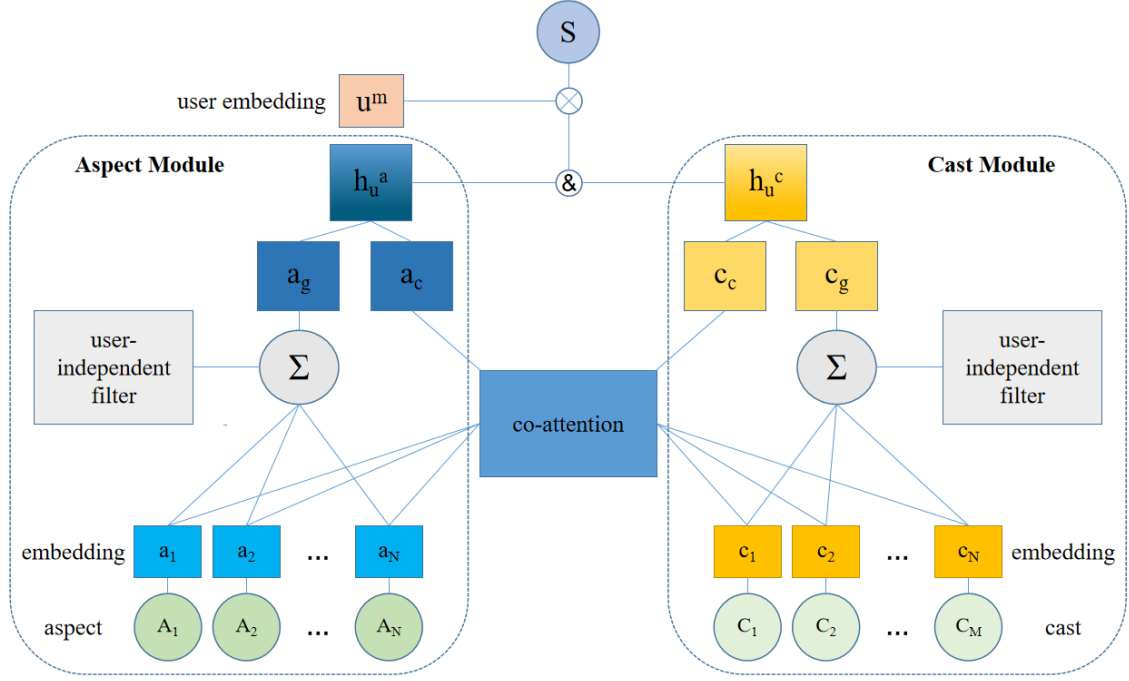 S
user embedding
u^m
Aspect Module
Cast Module
h_u^a
&
h_u^c
a_g
a_c
c_c
c_g
user-
independent
filter
Σ
co-attention
Σ
user-
independent
filter
embedding
a_1
a_2
...
a_N
c_1
c_2
...
c_N
embedding
aspect
A_1
A_2
...
A_N
C_1
C_2
...
C_M
cast